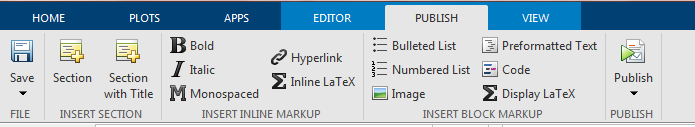 HOME PLOTS APPS EDITOR PUBLISH VIEW
Save
Section
Section
with Title
B Bold
I Italic
M Monospaced
Hyperlink
Σ Inline LaTeX
Bulleted List
Numbered List
Image
Preformatted Text
Code
Σ Display LaTeX
Publish
FILE INSERT SECTION INSERT INLINE MARKUP INSERT BLOCK MARKUP PUBLISH